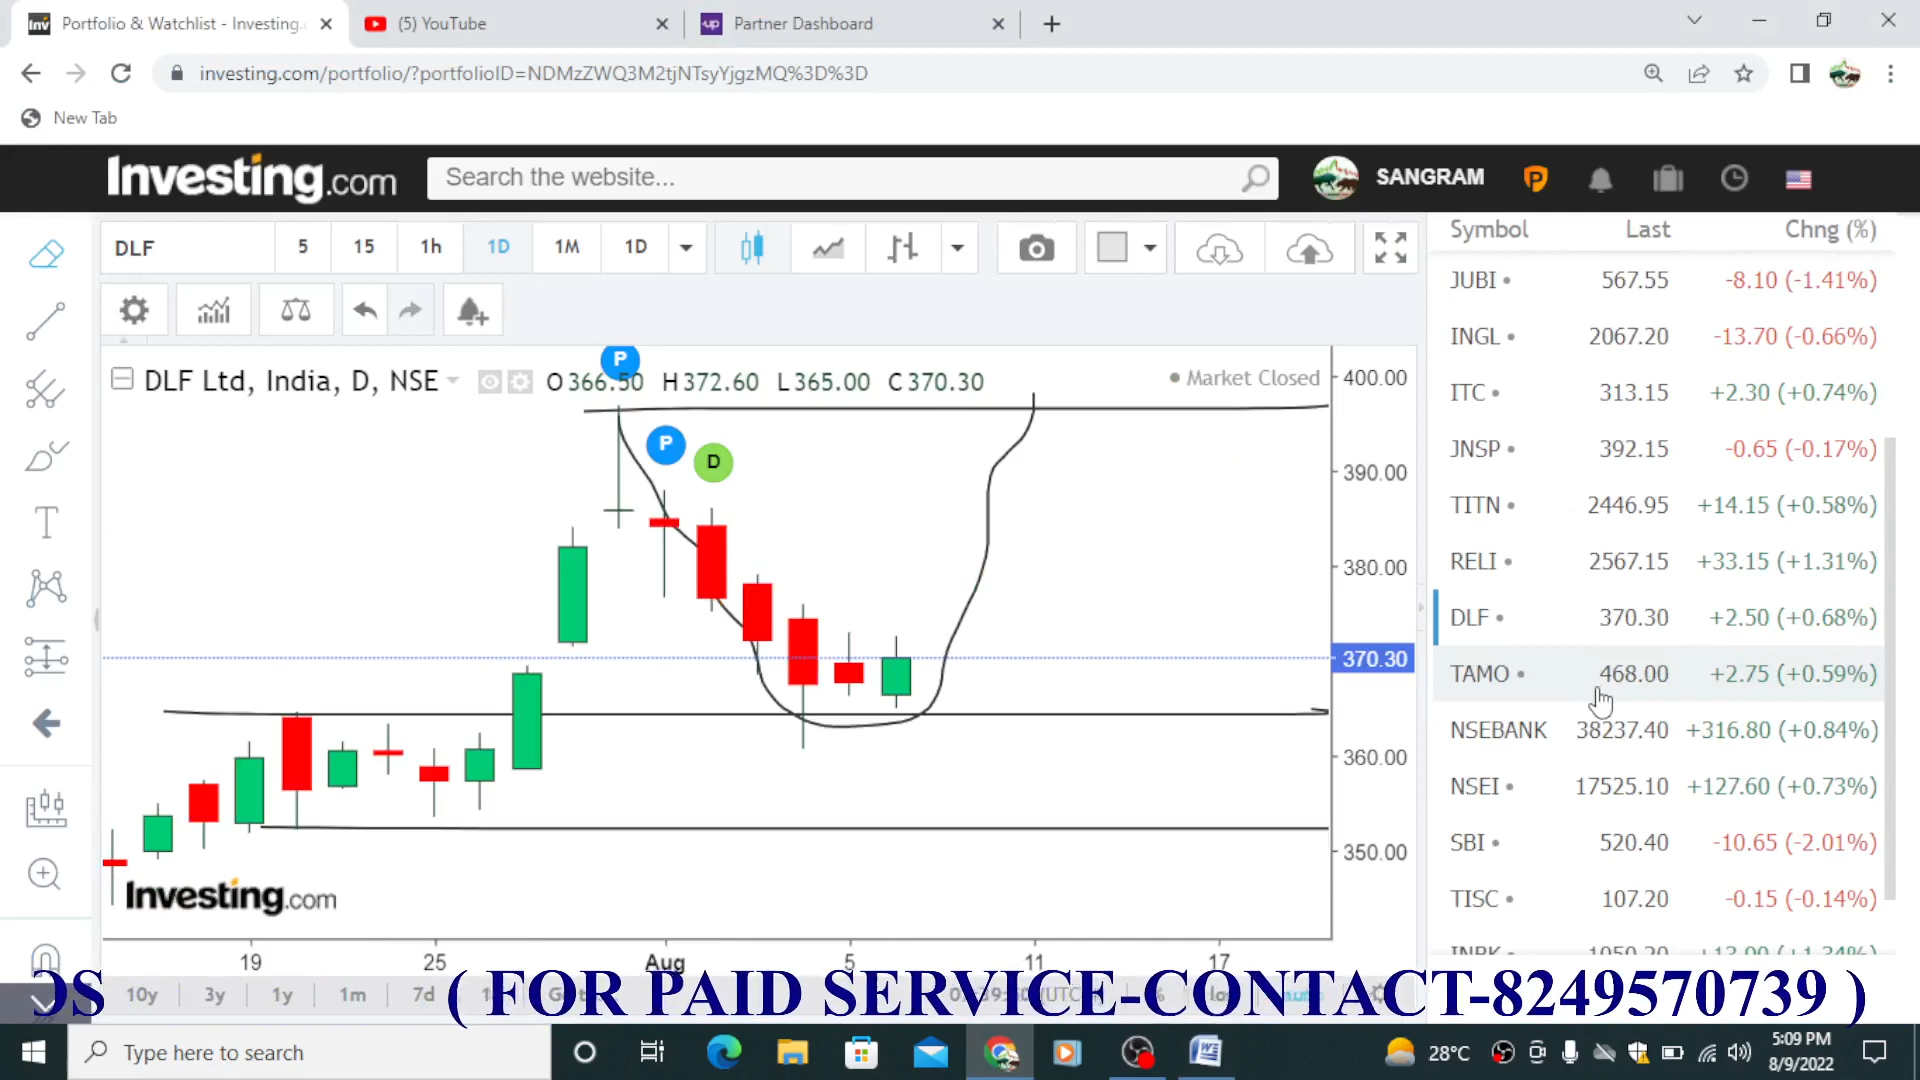 Portfolio & Watchlist - Investing.c
(5) YouTube
up
Partner Dashboard
investing.com/portfolio/?portfolioID=NDMzZWQ3M2tjNTsyYjgzMQ%3D%3D
New Tab
Investing.com
Search the website...
SANGRAM
P
DLF
5
15
1h
1D
1M
1D
Symbol
Last
Chng (%)
JUBI
567.55
-8.10 (-1.41%)
INGL
2067.20
-13.70 (-0.66%)
ITC
313.15
+2.30 (+0.74%)
JNSP
392.15
-0.65 (-0.17%)
TITN
2446.95
+14.15 (+0.58%)
RELI
2567.15
+33.15 (+1.31%)
DLF
370.30
+2.50 (+0.68%)
TAMO
468.00
+2.75 (+0.59%)
NSEBANK
38237.40
+316.80 (+0.84%)
NSEI
17525.10
+127.60 (+0.73%)
SBI
520.40
-10.65 (-2.01%)
TISC
107.20
-0.15 (-0.14%)
INBK
1050.20
+13.90 (+1.34%)
DLF Ltd, India, D, NSE
O 366.50 H 372.60 L 365.00 C 370.30
Market Closed
P
P
D
400.00
390.00
380.00
370.30
360.00
350.00
Investing.com
19
25
Aug
5
11
17
10y
3y
1y
1m
7d
OS
( FOR PAID SERVICE-CONTACT-8249570739 )
Type here to search
28°C
5:09 PM
8/9/2022